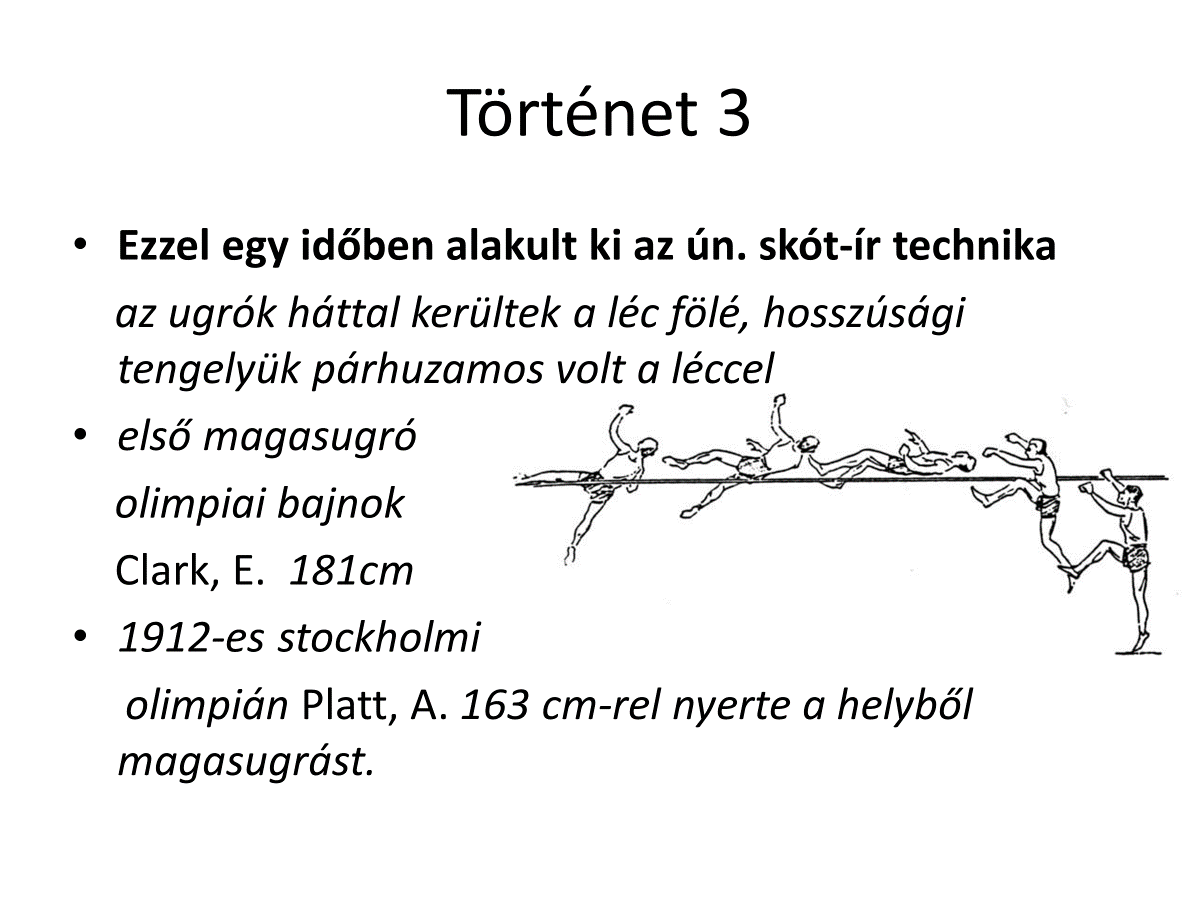 Történet 3
• Ezzel egy időben alakult ki az ún. skót-ír technika
az ugrók háttal kerültek a léc fölé, hosszúsági
tengelyük párhuzamos volt a léccel
• első magasugró
olimpiai bajnok
Clark, E. 181cm
• 1912-es stockholmi
olimpián Platt, A. 163 cm-rel nyerte a helyből
magasugrást.